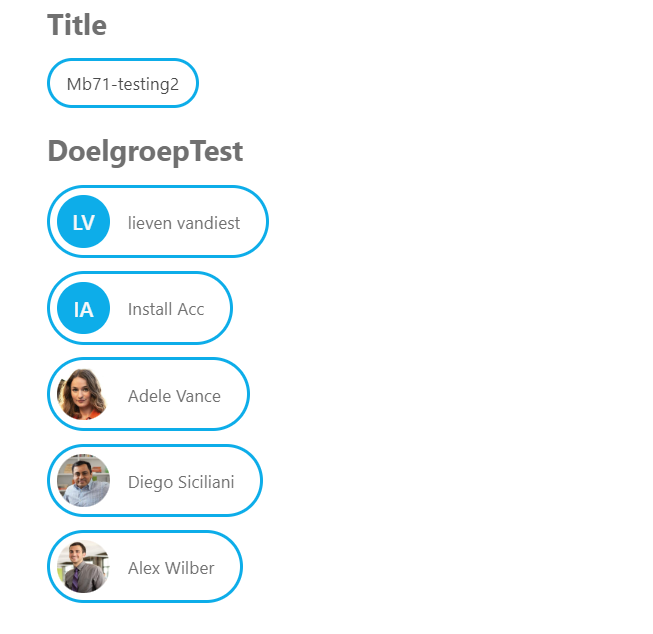 Title
Mb71-testing2
DoelgroepTest
LV lieven vandiest
IA Install Acc
Adele Vance
Diego Siciliani
Alex Wilber